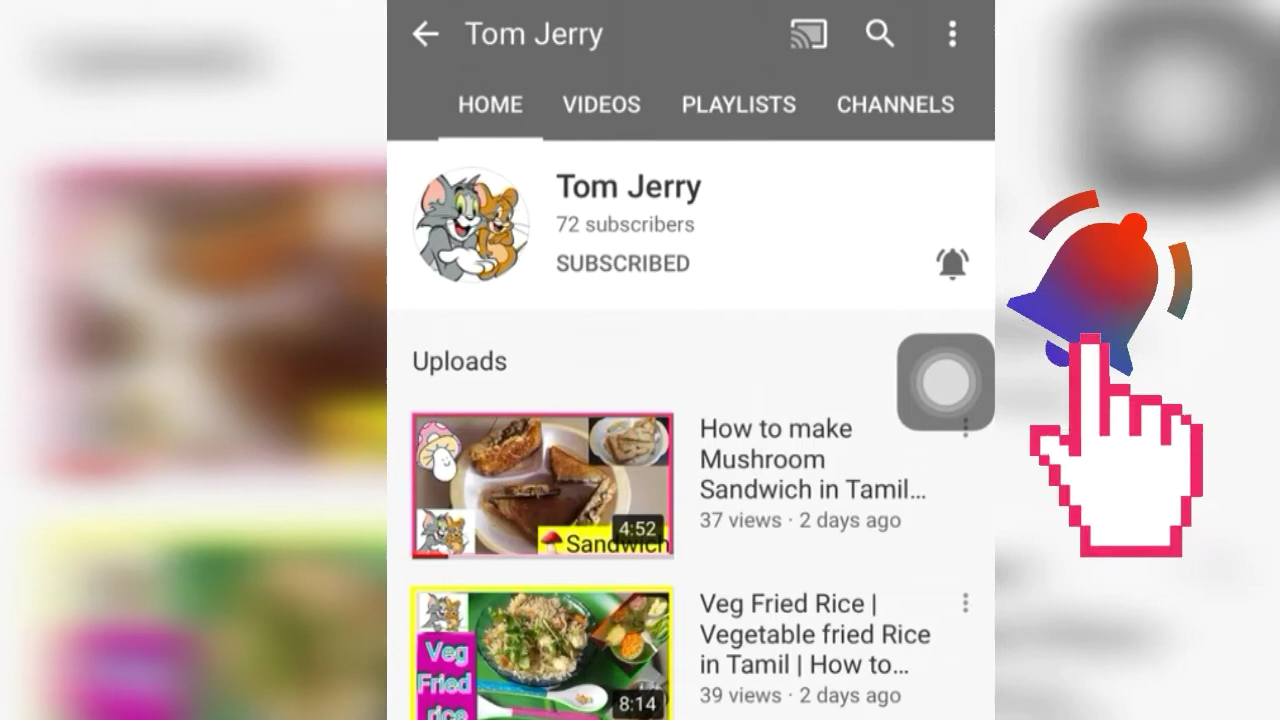 Tom Jerry
HOME VIDEOS PLAYLISTS CHANNELS
Tom Jerry
72 subscribers
SUBSCRIBED
Uploads
How to make
Mushroom
Sandwich in Tamil...
37 views · 2 days ago
4:52
Sandwich
Veg Fried Rice |
Vegetable fried Rice
in Tamil | How to...
39 views · 2 days ago
Veg
Fried
rice
8:14